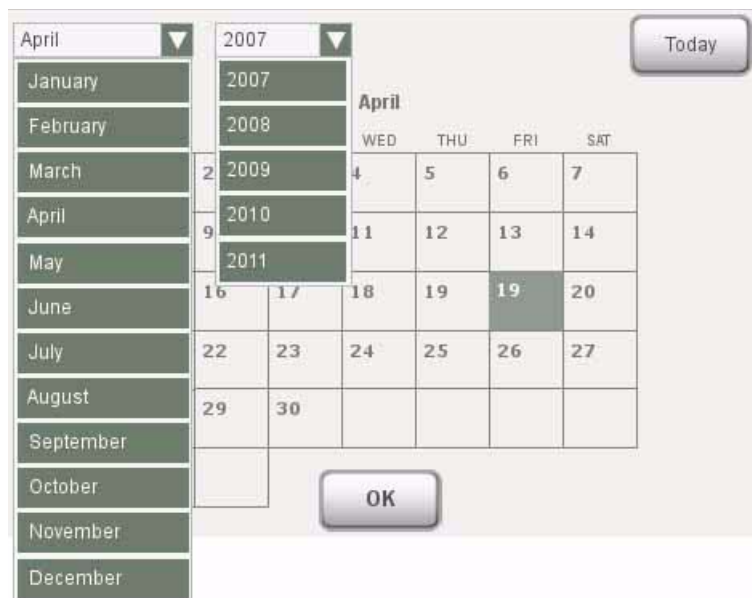 April
2007
Today
January
February
March
April
May
June
July
August
September
October
November
December
2007
2008
2009
2010
2011
April
WED THU FRI SAT
2 4 5 6 7
9 11 12 13 14
16 17 18 19 19 20
22 23 24 25 26 27
29 30
OK